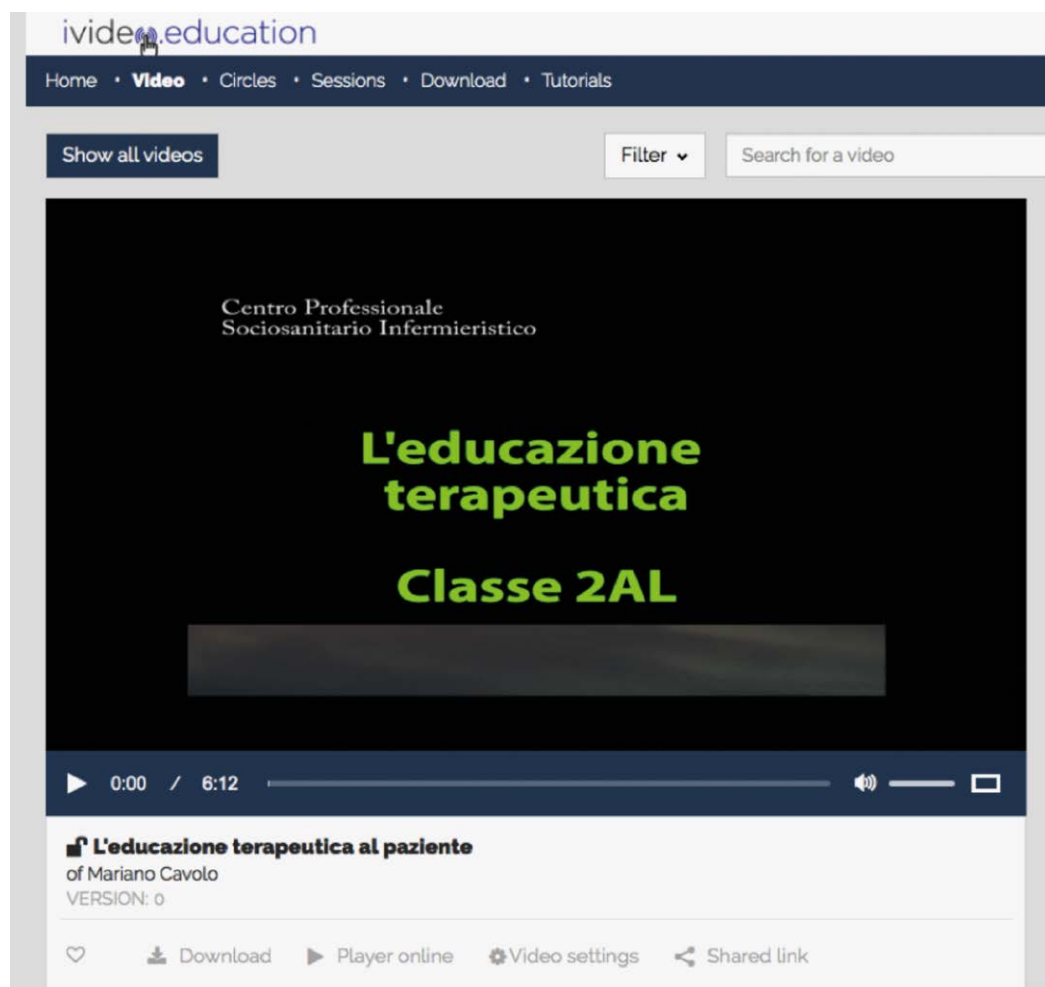 ivideo.education
Home • Video • Circles • Sessions • Download • Tutorials
Show all videos
Filter
Search for a video
Centro Professionale
Sociosanitario Infermieristico
L'educazione
terapeutica
Classe 2AL
0:00 / 6:12
L'educazione terapeutica al paziente
of Mariano Cavolo
VERSION: 0
Download Player online Video settings Shared link